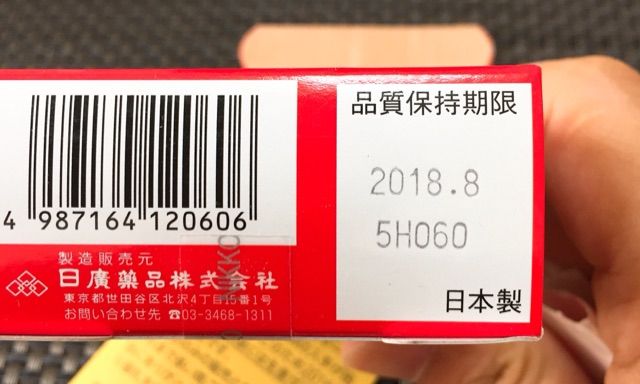 品質保持期限
2018.8
5H060
日本製
4 987164 120606
製造販売元
日廣薬品株式会社
東京都世田谷区北沢4丁目15番1号
お問い合わせ先 ☎03-3468-1311
NIKKO